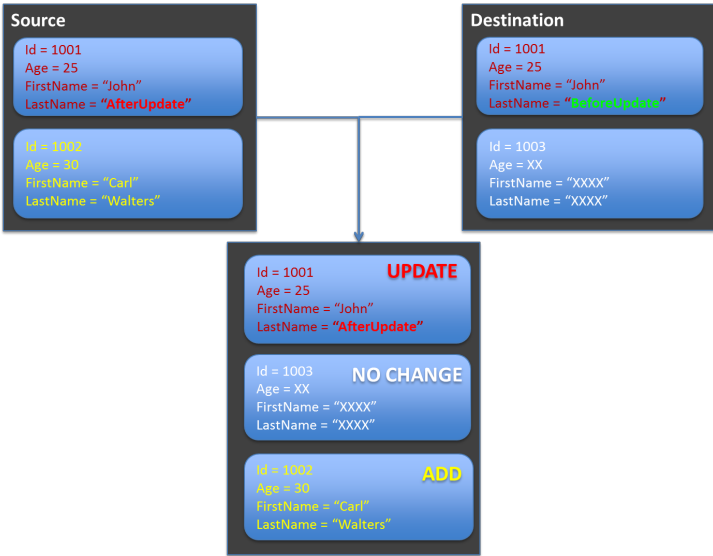 Source
Id = 1001
Age = 25
FirstName = “John”
LastName = “AfterUpdate”
Id = 1002
Age = 30
FirstName = “Carl”
LastName = “Walters”
Destination
Id = 1001
Age = 25
FirstName = “John”
LastName = “BeforeUpdate”
Id = 1003
Age = XX
FirstName = “XXXX”
LastName = “XXXX”
Id = 1001
UPDATE
Age = 25
FirstName = “John”
LastName = “AfterUpdate”
Id = 1003
NO CHANGE
Age = XX
FirstName = “XXXX”
LastName = “XXXX”
Id = 1002
ADD
Age = 30
FirstName = “Carl”
LastName = “Walters”